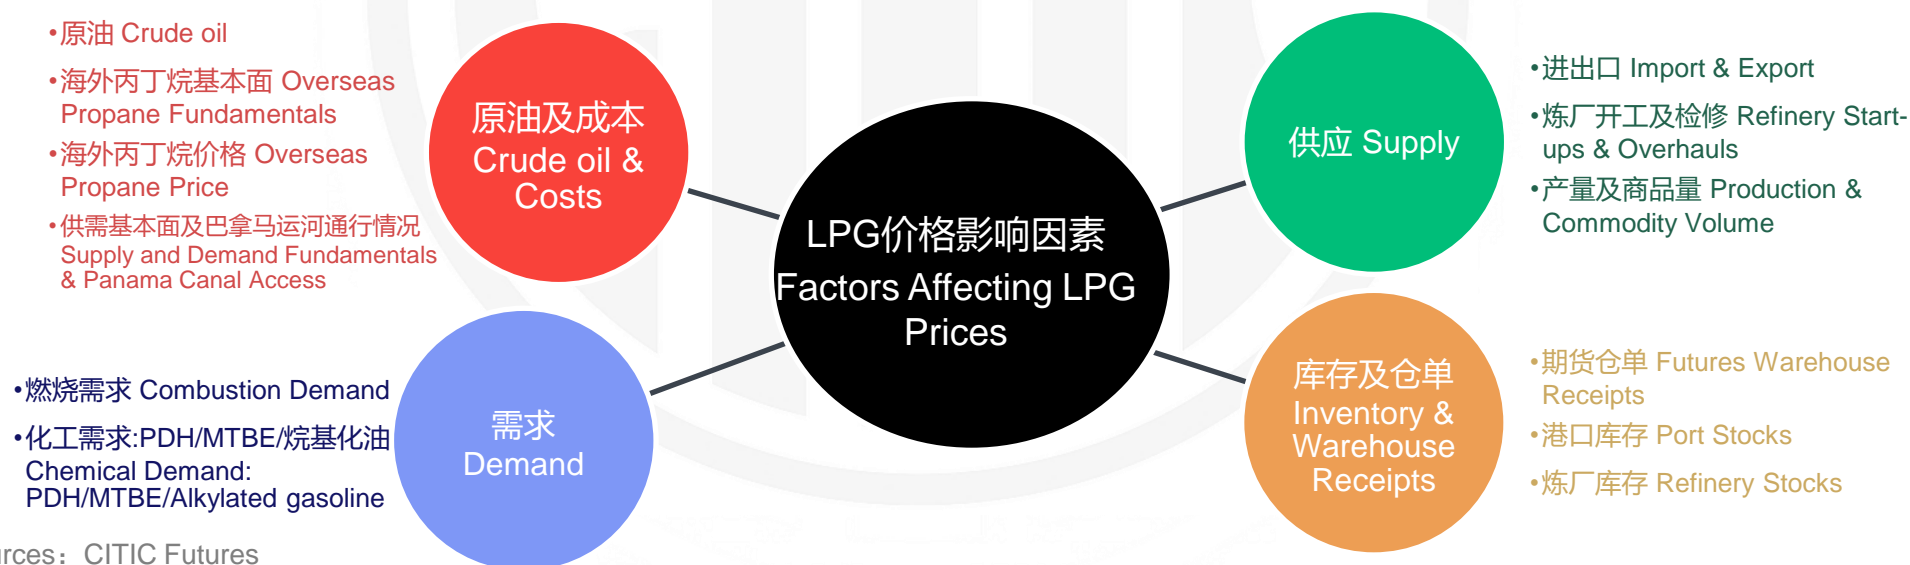 •原油 Crude oil
•海外丙丁烷基本面 Overseas
Propane Fundamentals
•海外丙丁烷价格 Overseas
Propane Price
•供需基本面及巴拿马运河通行情况
Supply and Demand Fundamentals
& Panama Canal Access
原油及成本
Crude oil &
Costs
•燃烧需求 Combustion Demand
•化工需求:PDH/MTBE/烷基化油
Chemical Demand:
PDH/MTBE/Alkylated gasoline
需求
Demand
LPG价格影响因素
Factors Affecting LPG
Prices
供应 Supply
•进出口 Import & Export
•炼厂开工及检修 Refinery Start-
ups & Overhauls
•产量及商品量 Production &
Commodity Volume
库存及仓单
Inventory &
Warehouse
Receipts
•期货仓单 Futures Warehouse
Receipts
•港口库存 Port Stocks
•炼厂库存 Refinery Stocks
urces：CITIC Futures